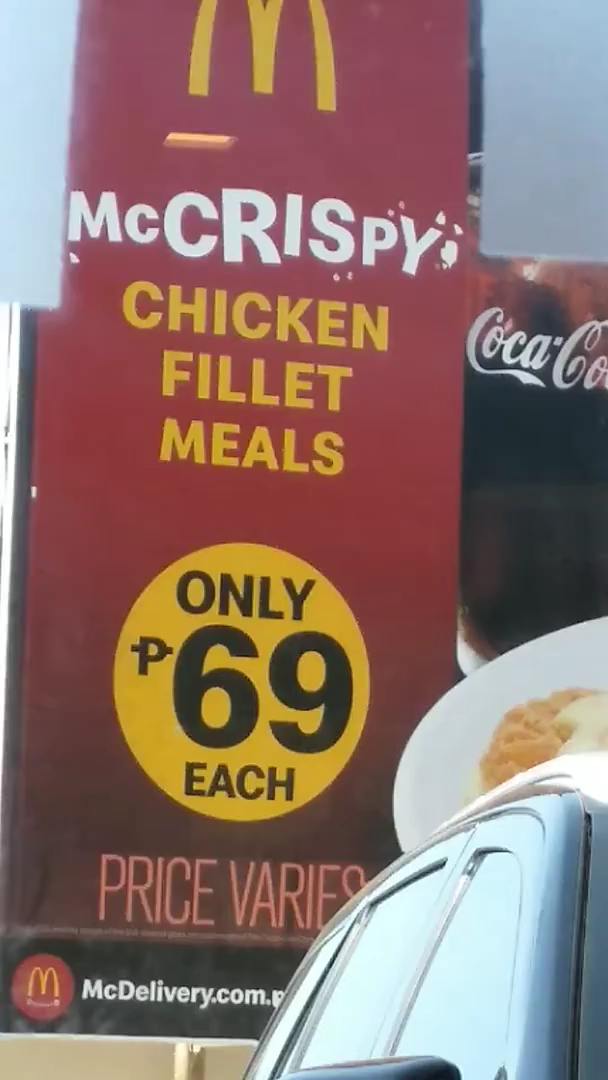 McCRISPY
CHICKEN
FILLET
MEALS
Coca-Co
ONLY
₱69
EACH
PRICE VARIES
McDelivery.com.p